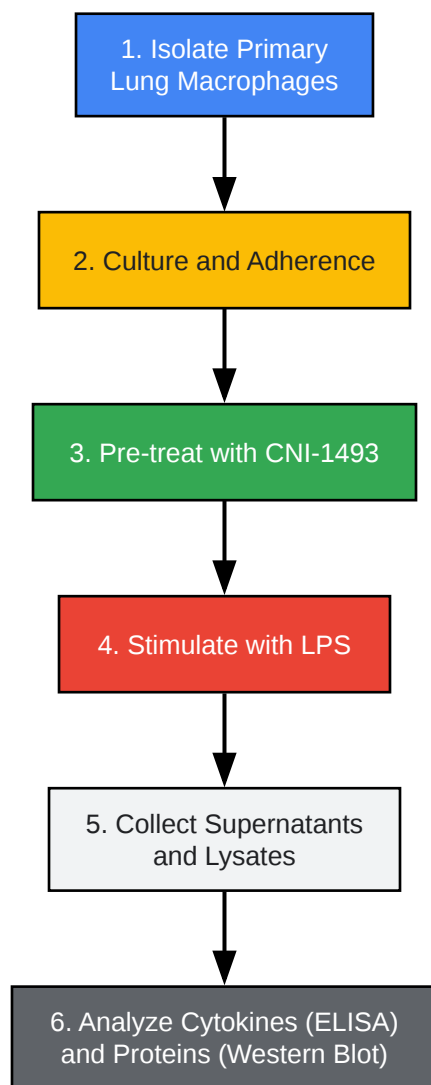 1. Isolate Primary
Lung Macrophages
2. Culture and Adherence
3. Pre-treat with CNI-1493
4. Stimulate with LPS
5. Collect Supernatants
and Lysates
6. Analyze Cytokines (ELISA)
and Proteins (Western Blot)